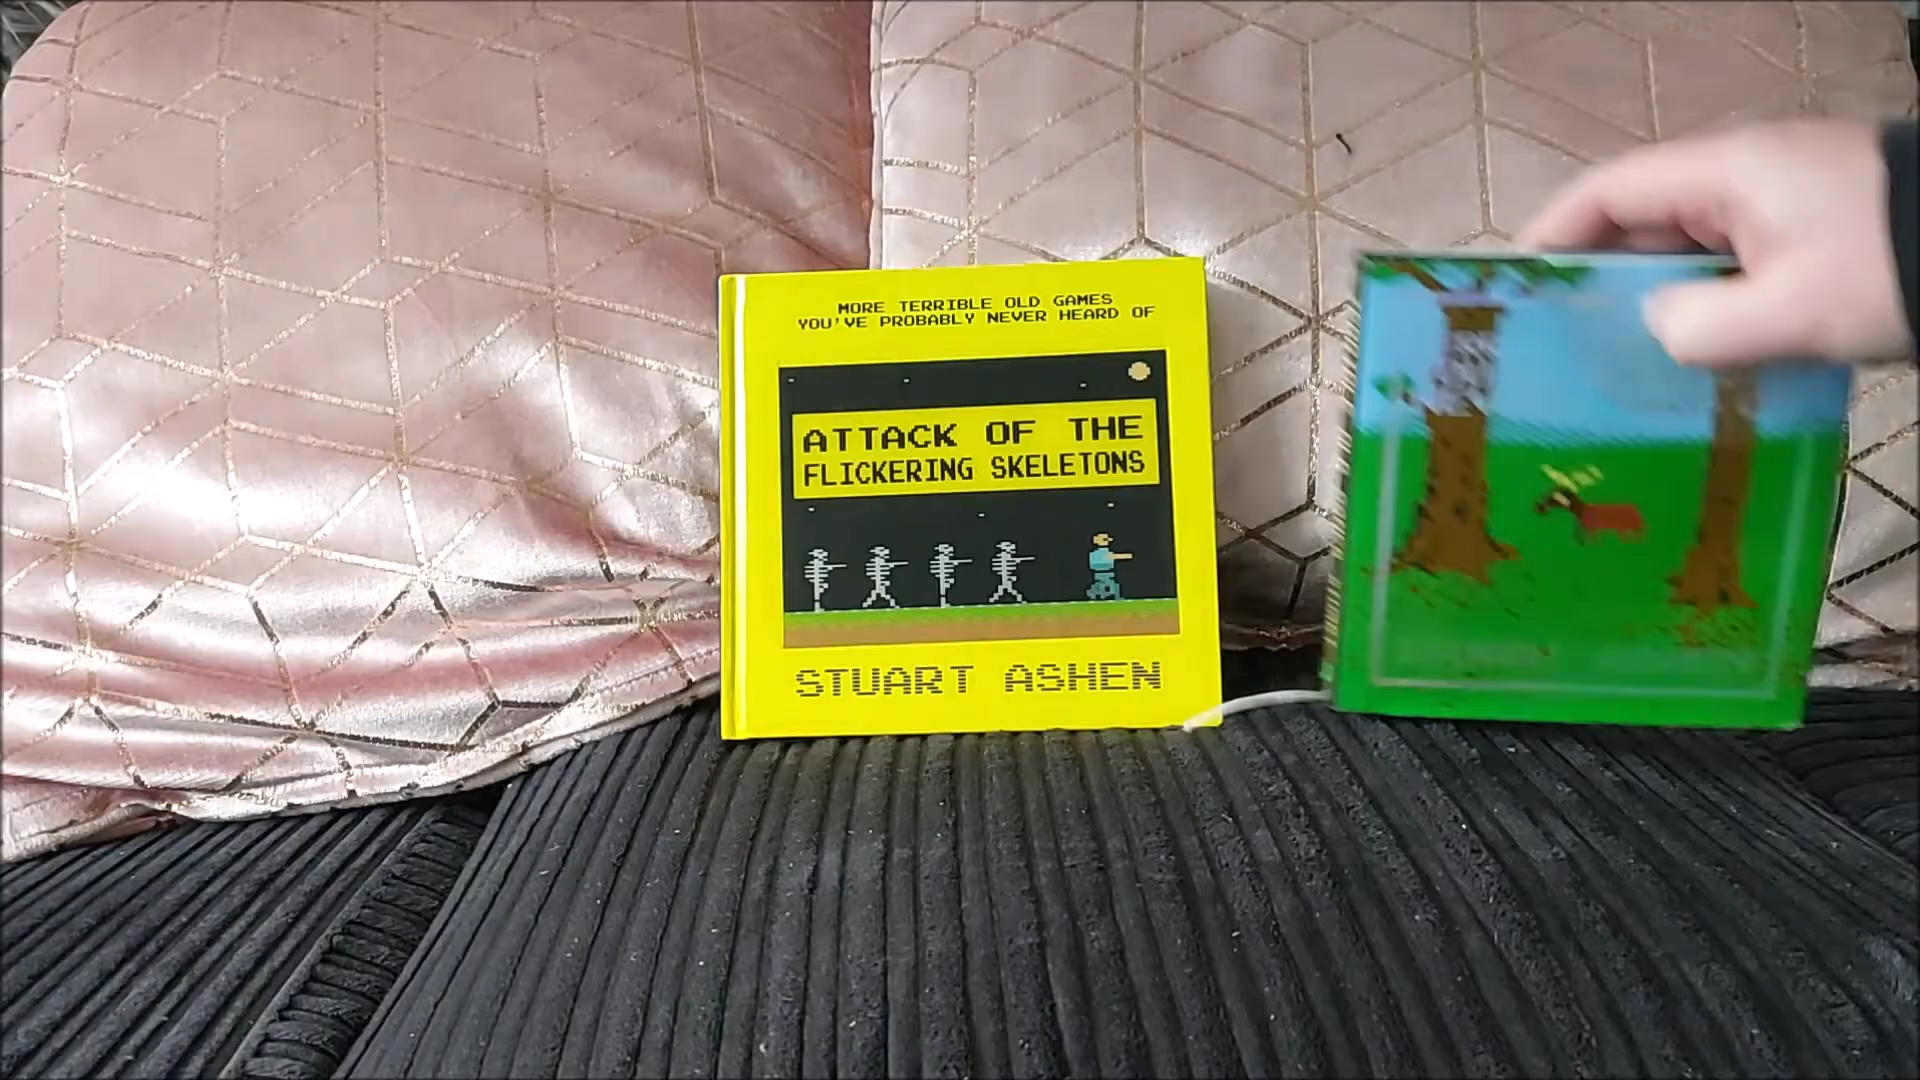 MORE TERRIBLE OLD GAMES
YOU'VE PROBABLY NEVER HEARD OF
ATTACK OF THE
FLICKERING SKELETONS
STUART ASHEN